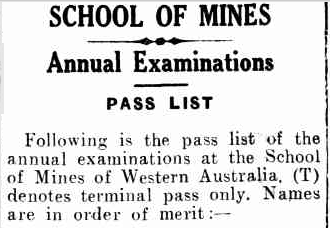 SCHOOL OF MINES
Annual Examinations
PASS LIST
Following is the pass list of the
annual examinations at the School
of Mines of Western Australia. (T)
denotes terminal pass only. Names
are in order of merit:—